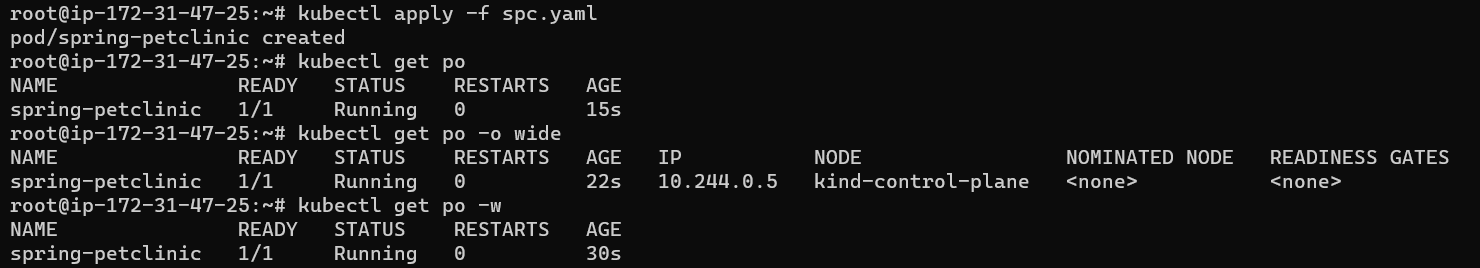 root@ip-172-31-47-25:~# kubectl apply -f spc.yaml
pod/spring-petclinic created
root@ip-172-31-47-25:~# kubectl get po
NAME               READY   STATUS    RESTARTS   AGE
spring-petclinic   1/1     Running   0          15s
root@ip-172-31-47-25:~# kubectl get po -o wide
NAME               READY   STATUS    RESTARTS   AGE   IP           NODE                 NOMINATED NODE   READINESS GATES
spring-petclinic   1/1     Running   0          22s   10.244.0.5   kind-control-plane   <none>           <none>
root@ip-172-31-47-25:~# kubectl get po -w
NAME               READY   STATUS    RESTARTS   AGE
spring-petclinic   1/1     Running   0          30s